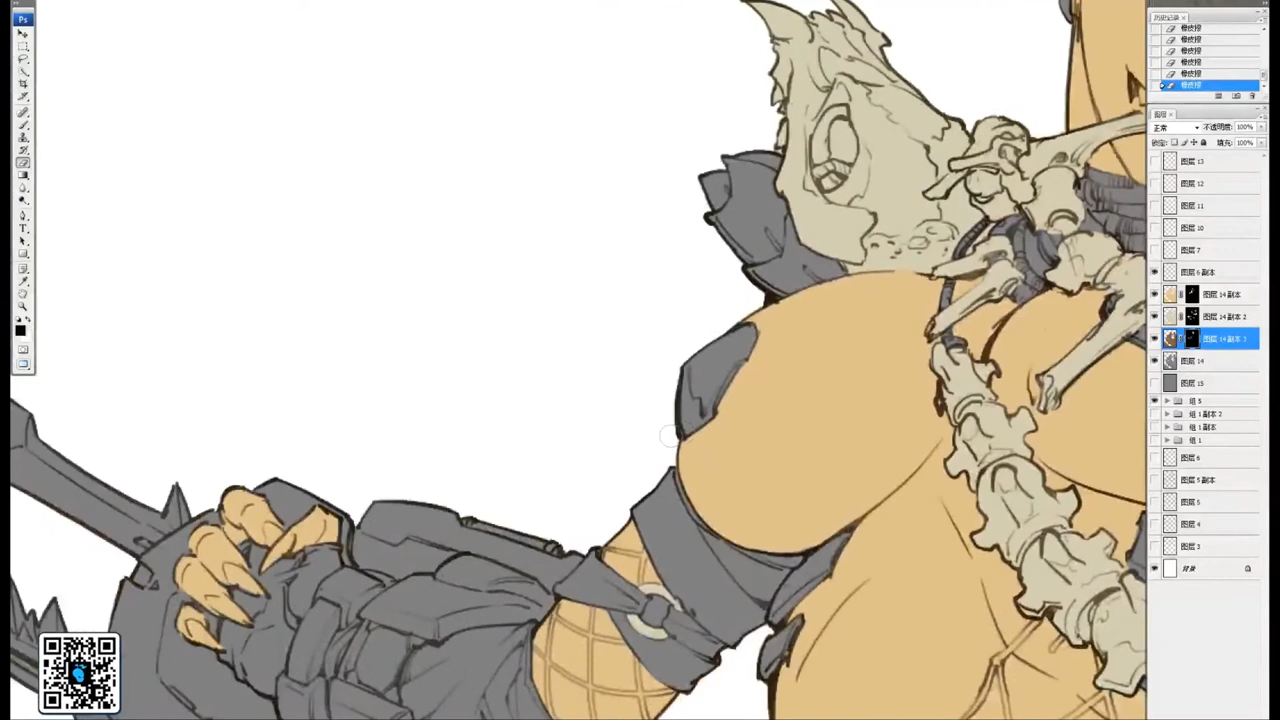 Ps
历史记录
橡皮擦
橡皮擦
橡皮擦
橡皮擦
橡皮擦
橡皮擦
图层
正常 不透明度: 100%
锁定: 填充: 100%
图层 13
图层 12
图层 11
图层 10
图层 7
图层 6 副本
图层 14 副本
图层 14 副本 2
图层 14 副本 3
图层 14
图层 15
组 5
组 1 副本 2
组 1 副本
组 1
图层 6
图层 5 副本
图层 5
图层 4
图层 3
背景